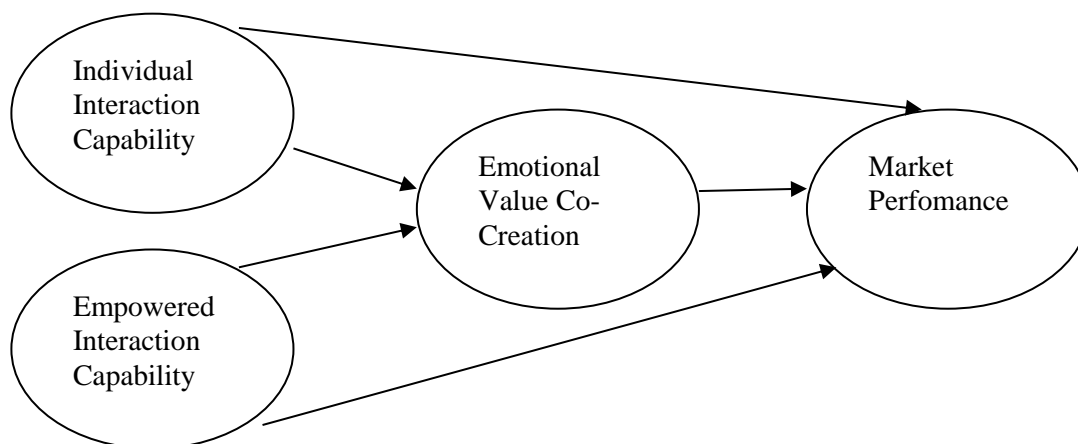 Individual
Interaction
Capability
Emotional
Value Co-
Creation
Market
Perfomance
Empowered
Interaction
Capability